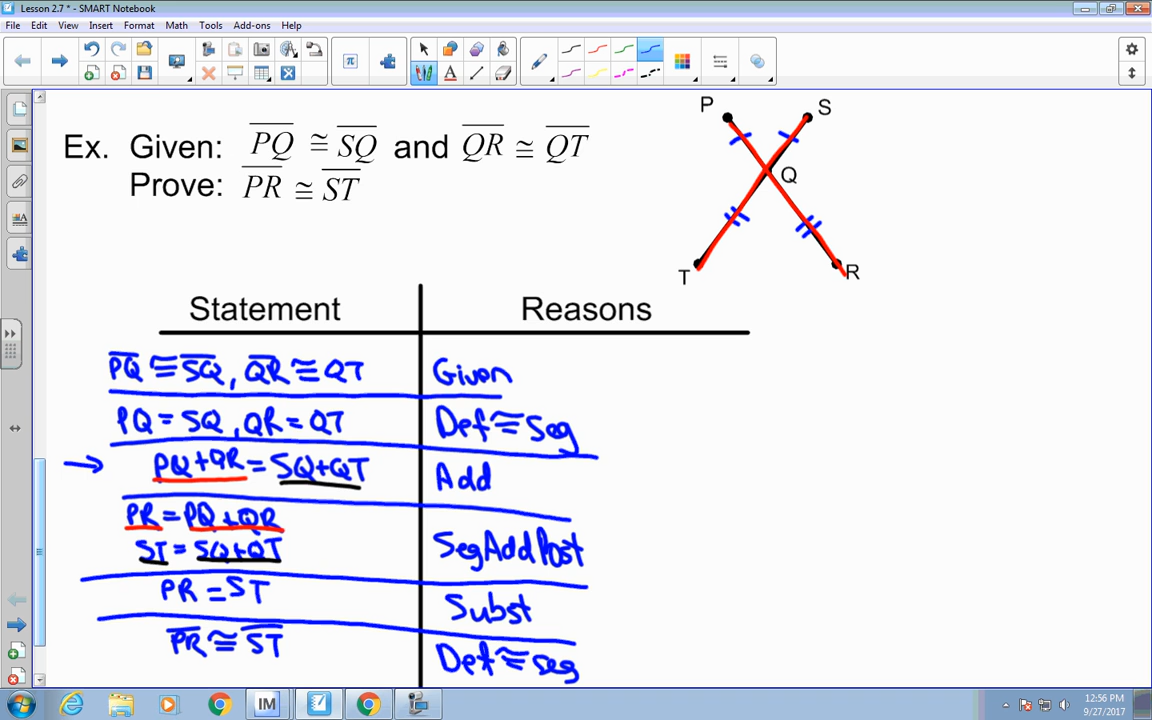 Lesson 2.7 * - SMART Notebook
File Edit View Insert Format Math Tools Add-ons Help
P S
Ex. Given: PQ ≅ SQ and QR ≅ QT
Q
Prove: PR ≅ ST
T R
Statement Reasons
PQ ≅ SQ, QR ≅ QT Given
PQ = SQ, QR = QT Def ≅ Seg
→ PQ+QR = SQ+QT Add
PR = PQ+QR
ST = SQ+QT Seg Add Post
PR = ST Subst
PR ≅ ST Def ≅ seg
IM
12:56 PM
9/27/2017